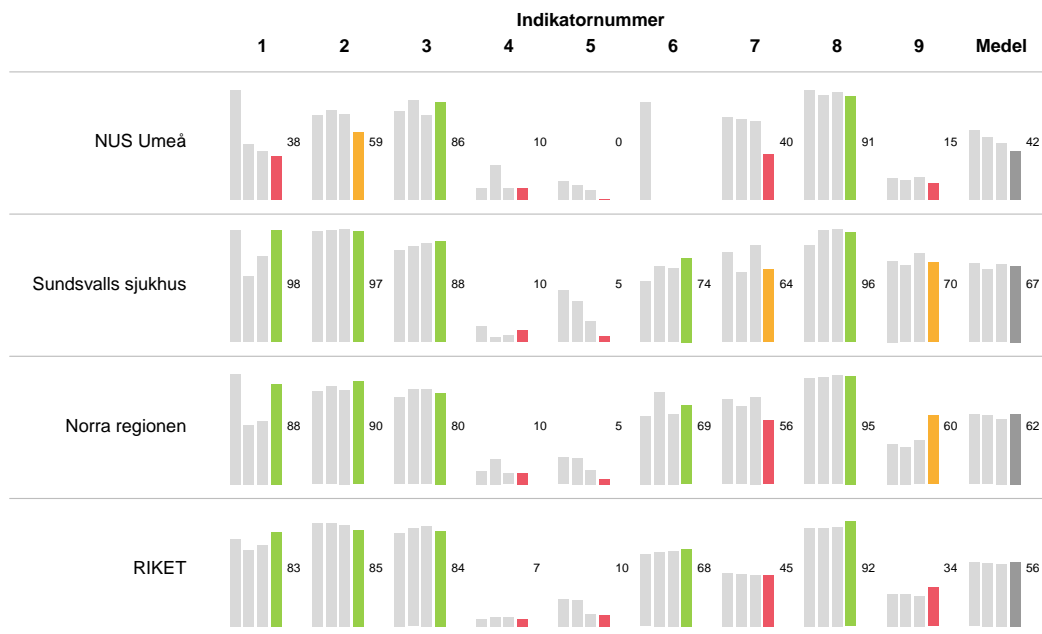 Indikatornummer
1 2 3 4 5 6 7 8 9 Medel
NUS Umeå 38 59 86 10 0 40 91 15 42
Sundsvalls sjukhus 98 97 88 10 5 74 64 96 70 67
Norra regionen 88 90 80 10 5 69 56 95 60 62
RIKET 83 85 84 7 10 68 45 92 34 56